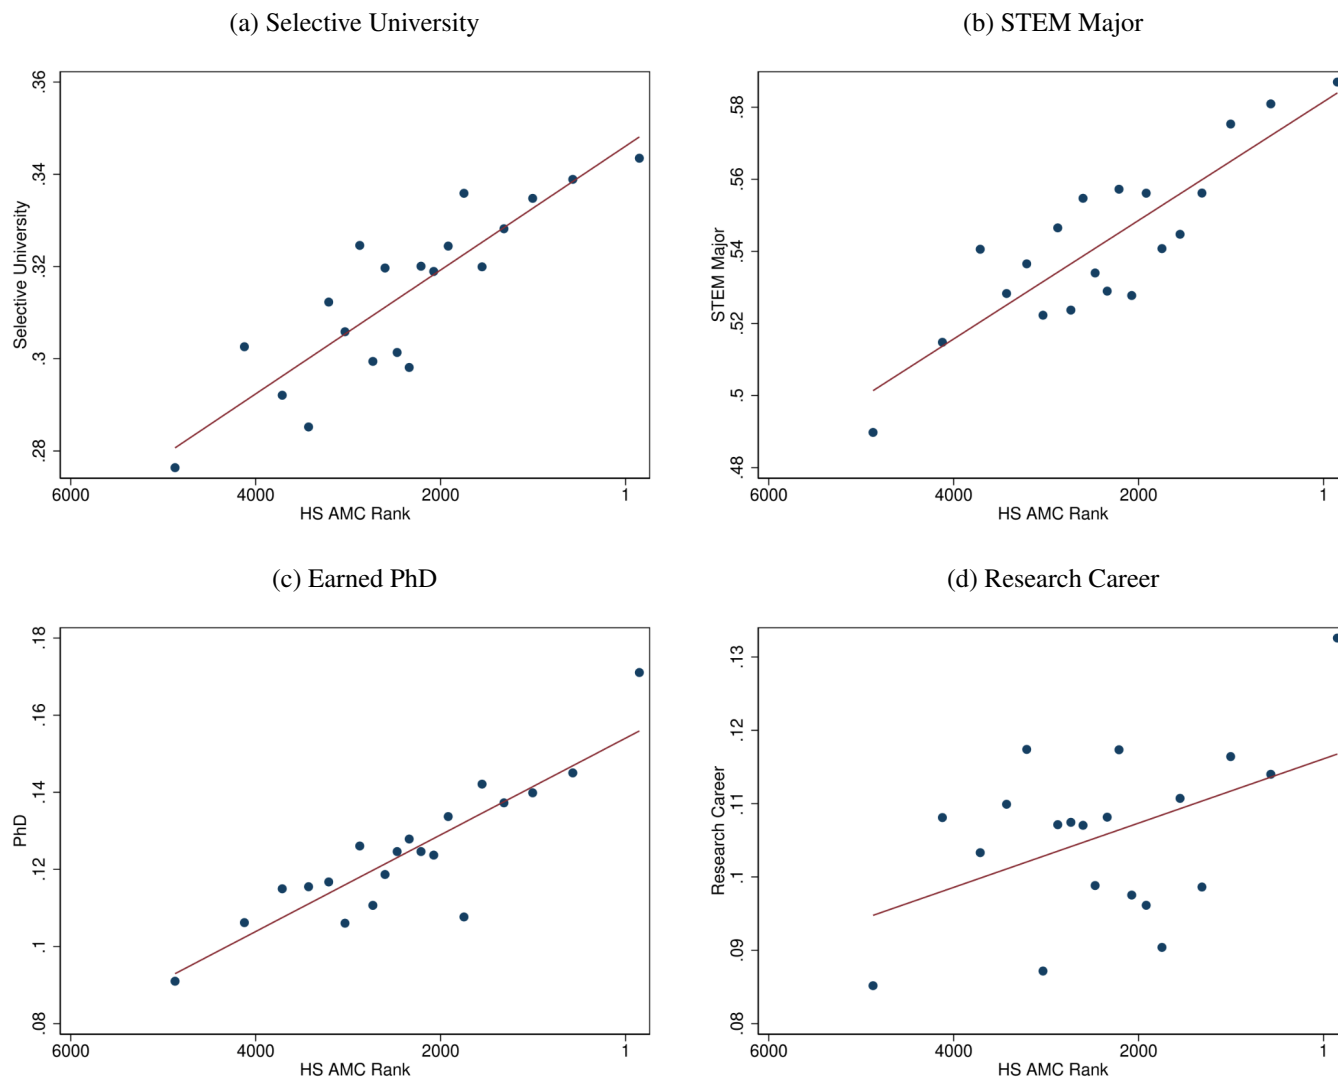 (a) Selective University
(b) STEM Major
.36
.34
.32
.3
.28
Selective University
6000 4000 2000 1
HS AMC Rank
.58
.56
.54
.52
.5
.48
STEM Major
6000 4000 2000 1
HS AMC Rank
(c) Earned PhD
(d) Research Career
.18
.16
.14
.12
.1
.08
PhD
6000 4000 2000 1
HS AMC Rank
.13
.12
.11
.1
.09
.08
Research Career
6000 4000 2000 1
HS AMC Rank